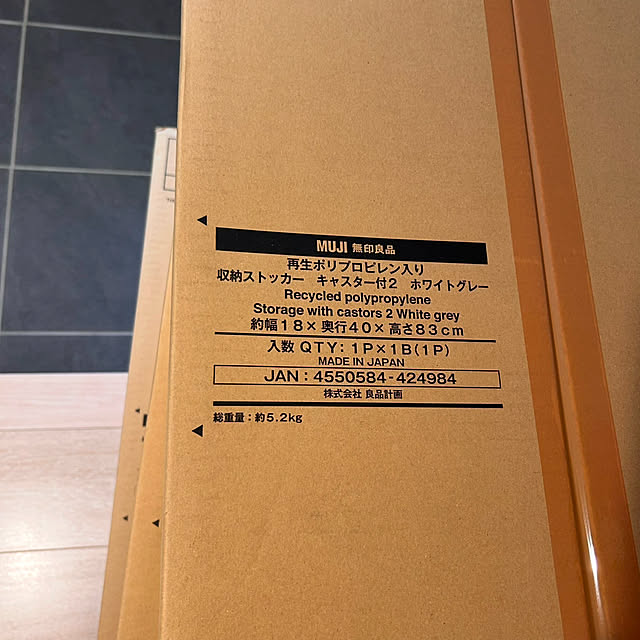 MUJI 無印良品
再生ポリプロピレン入り
収納ストッカー キャスター付2 ホワイトグレー
Recycled polypropylene
Storage with castors 2 White grey
約幅18×奥行40×高さ83cm
入数 QTY: 1P×1B(1P)
MADE IN JAPAN
JAN : 4550584-424984
株式会社 良品計画
総重量:約5.2kg